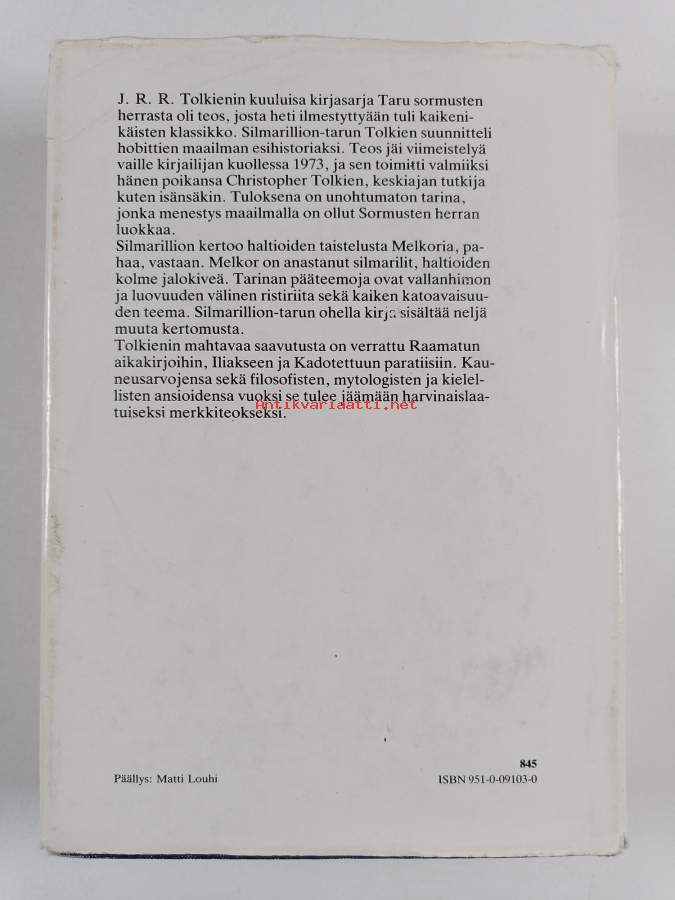 J. R. R. Tolkienin kuuluisa kirjasarja Taru sormusten
herrasta oli teos, josta heti ilmestyttyään tuli kaikeni-
käisten klassikko. Silmarillion-tarun Tolkien suunnitteli
hobittien maailman esihistoriaksi. Teos jäi viimeistelyä
vaille kirjailijan kuollessa 1973, ja sen toimitti valmiiksi
hänen poikansa Christopher Tolkien, keskiajan tutkija
kuten isänsäkin. Tuloksena on unohtumaton tarina,
jonka menestys maailmalla on ollut Sormusten herran
luokkaa.
Silmarillion kertoo haltioiden taistelusta Melkoria, pa-
haa, vastaan. Melkor on anastanut silmarilit, haltioiden
kolme jalokiveä. Tarinan pääteemoja ovat vallanhimon
ja luovuuden välinen ristiriita sekä kaiken katoavaisuu-
den teema. Silmarillion-tarun ohella kirja sisältää neljä
muuta kertomusta.
Tolkienin mahtavaa saavutusta on verrattu Raamatun
aikakirjoihin, Iliakseen ja Kadotettuun paratiisiin. Kau-
neusarvojensa sekä filosofisten, mytologisten ja kielel-
listen ansioidensa vuoksi se tulee jäämään harvinaislaa-
Antikvariaatti.net
tuiseksi merkkiteokseksi.
845
Päällys: Matti Louhi
ISBN 951-0-09103-0